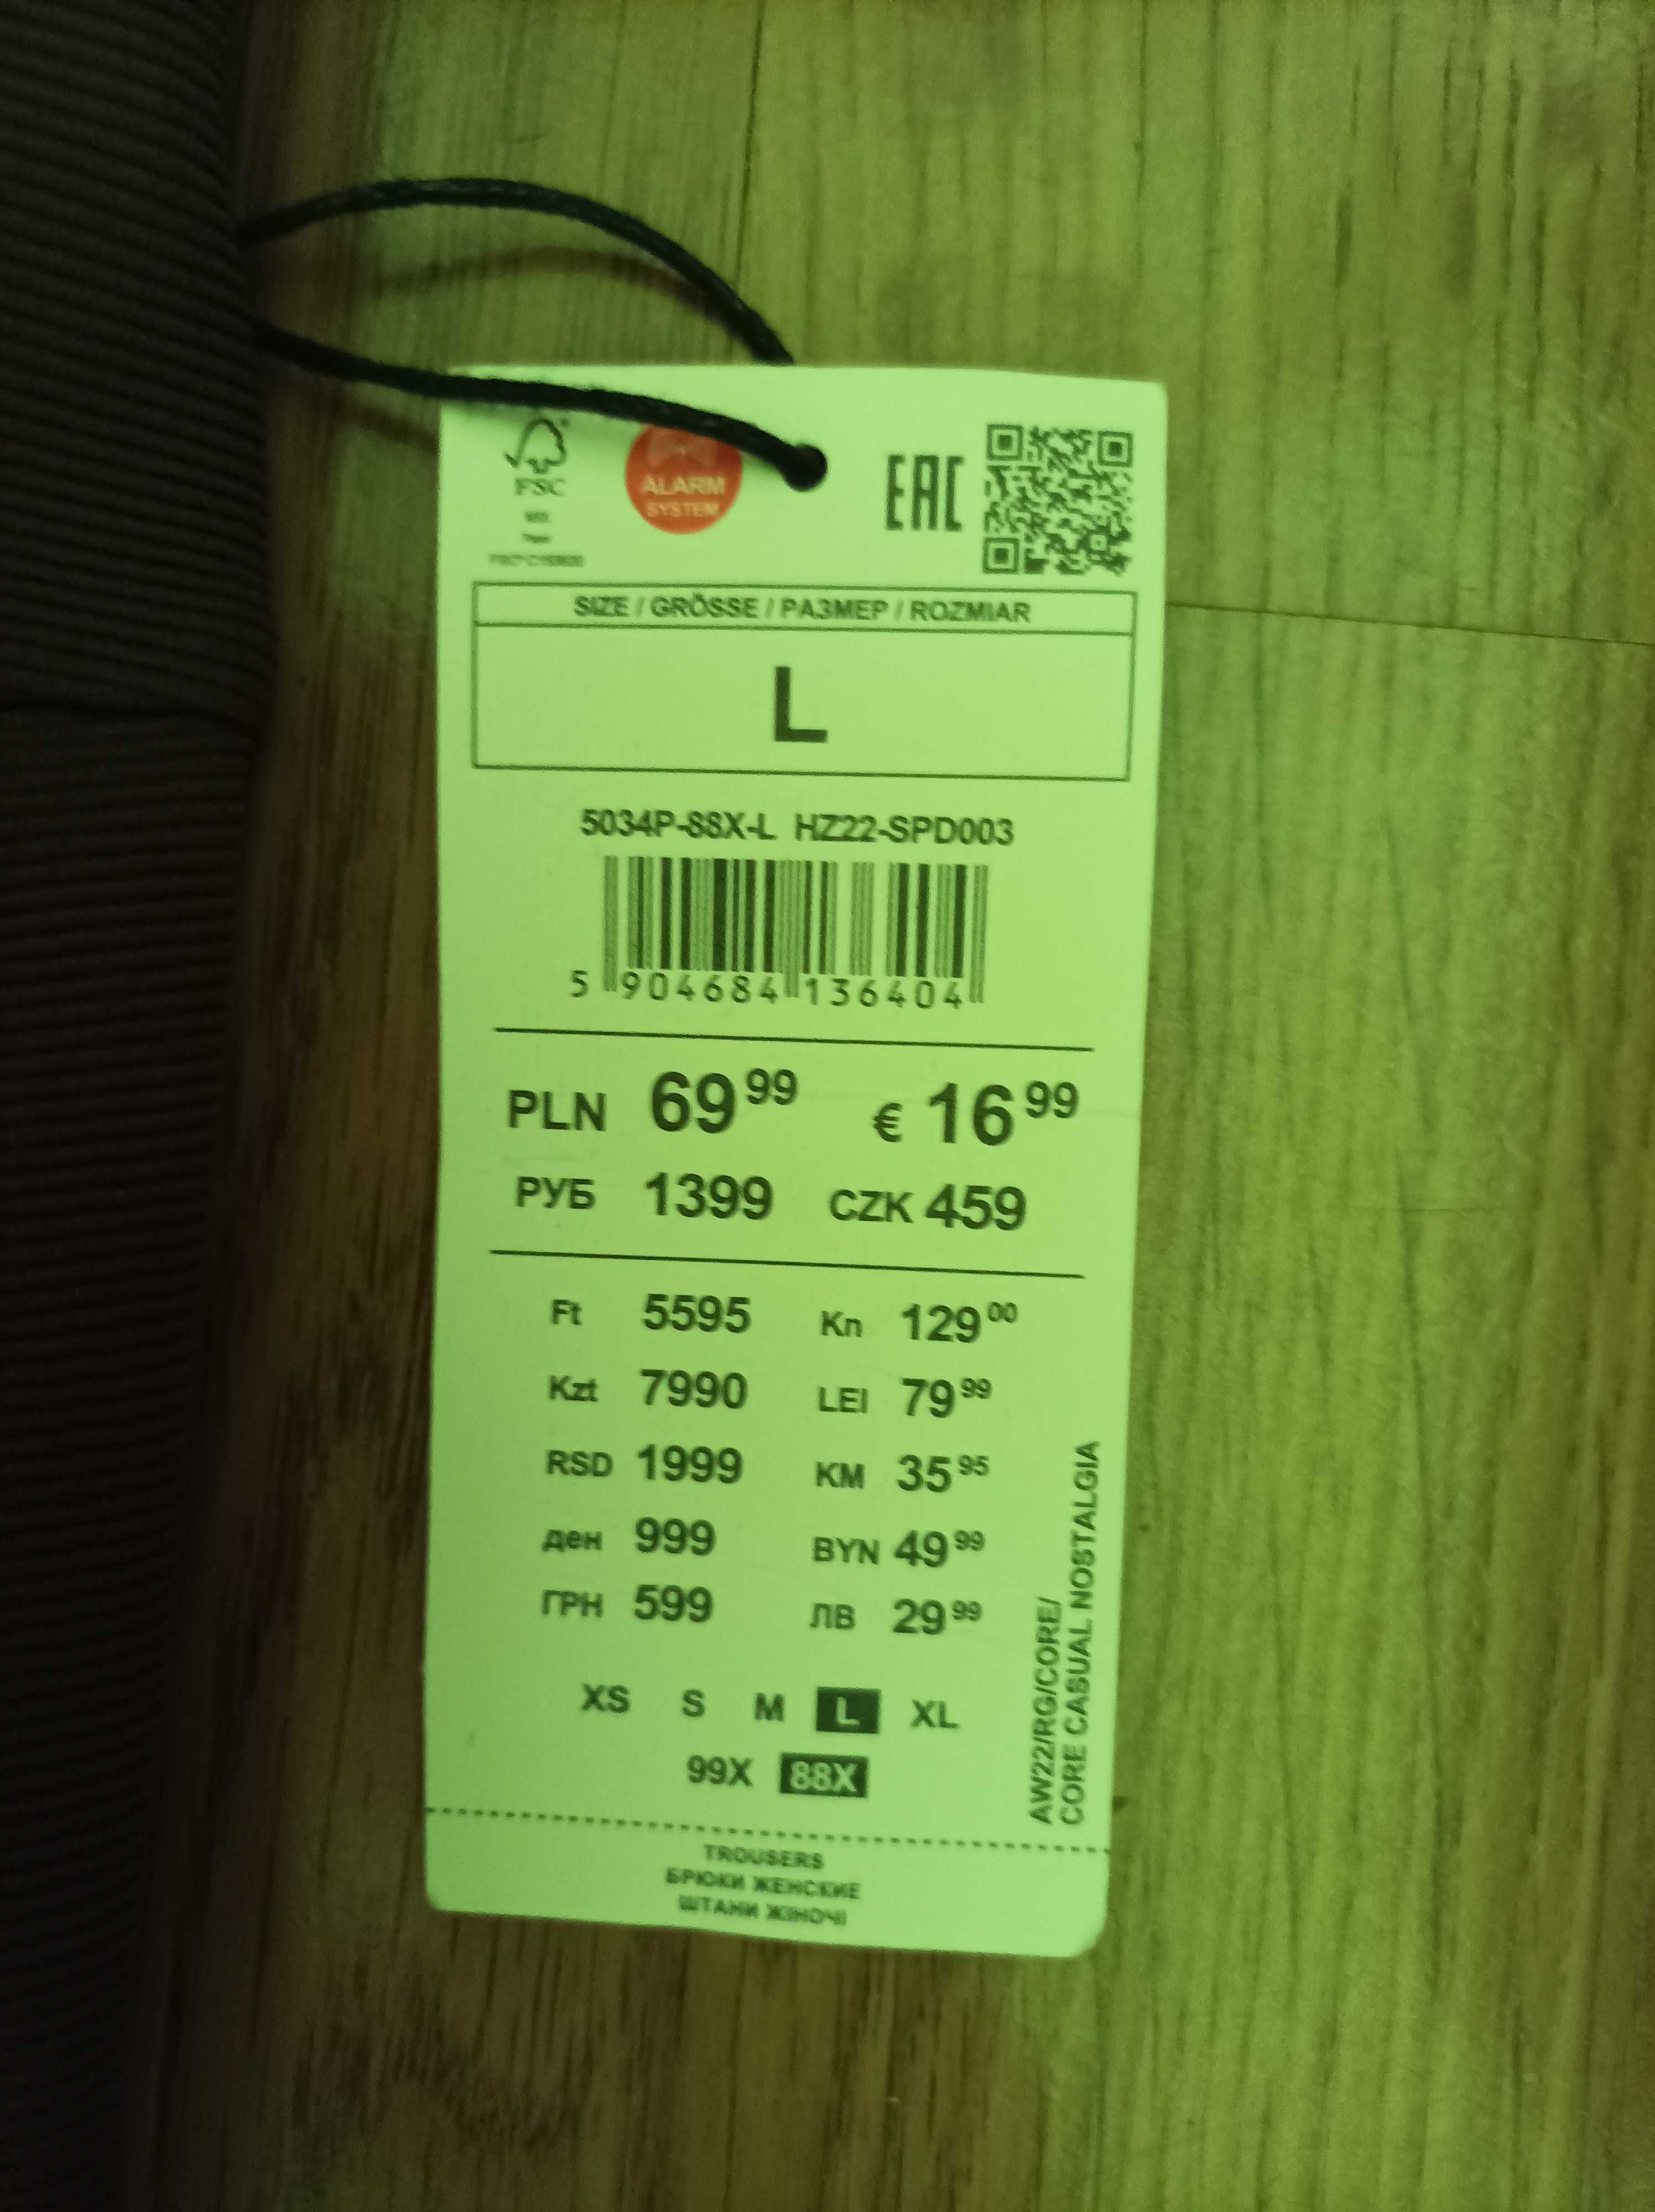 FSC
ALARM
SYSTEM
EAC
SIZE / GRÖSSE / РАЗМЕР / ROZMIAR
L
5034P-88X-L HZ22-SPD003
5 904684 136404
PLN 69 99 € 16 99
РУБ 1399 CZK 459
Ft 5595 Kn 129 00
Kzt 7990 LEI 79 99
RSD 1999 KM 35 95
ден 999 BYN 49 99
ГРН 599 ЛВ 29 99
XS S M L XL
99X 88X
AW22/RG/CORE/
CORE CASUAL NOSTALGIA
TROUSERS
БРЮКИ ЖЕНСКИЕ
ШТАНИ ЖІНОЧІ